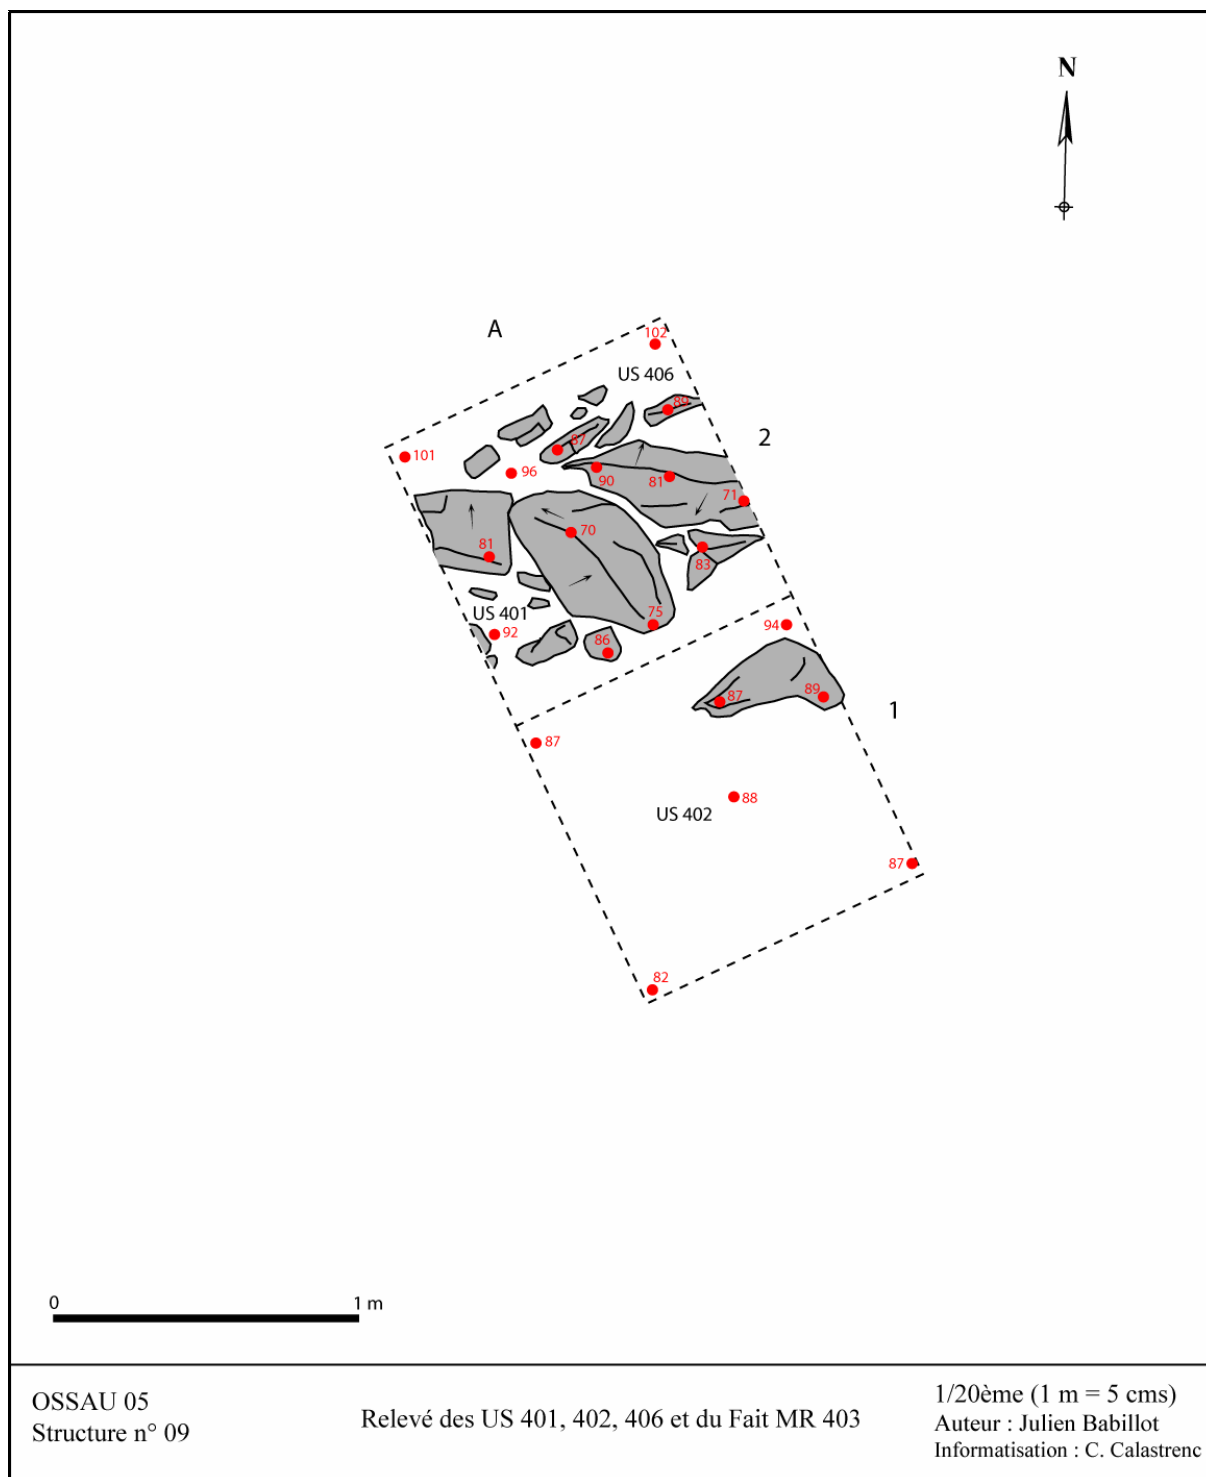 N
A
102
US 406
89
2
87
101
96
90
81
71
70
81
83
US 401
75
92
86
94
87
89
1
87
88
US 402
87
82
0 1 m
OSSAU 05
Structure n° 09
Relevé des US 401, 402, 406 et du Fait MR 403
1/20ème (1 m = 5 cms)
Auteur : Julien Babillot
Informatisation : C. Calastrenc